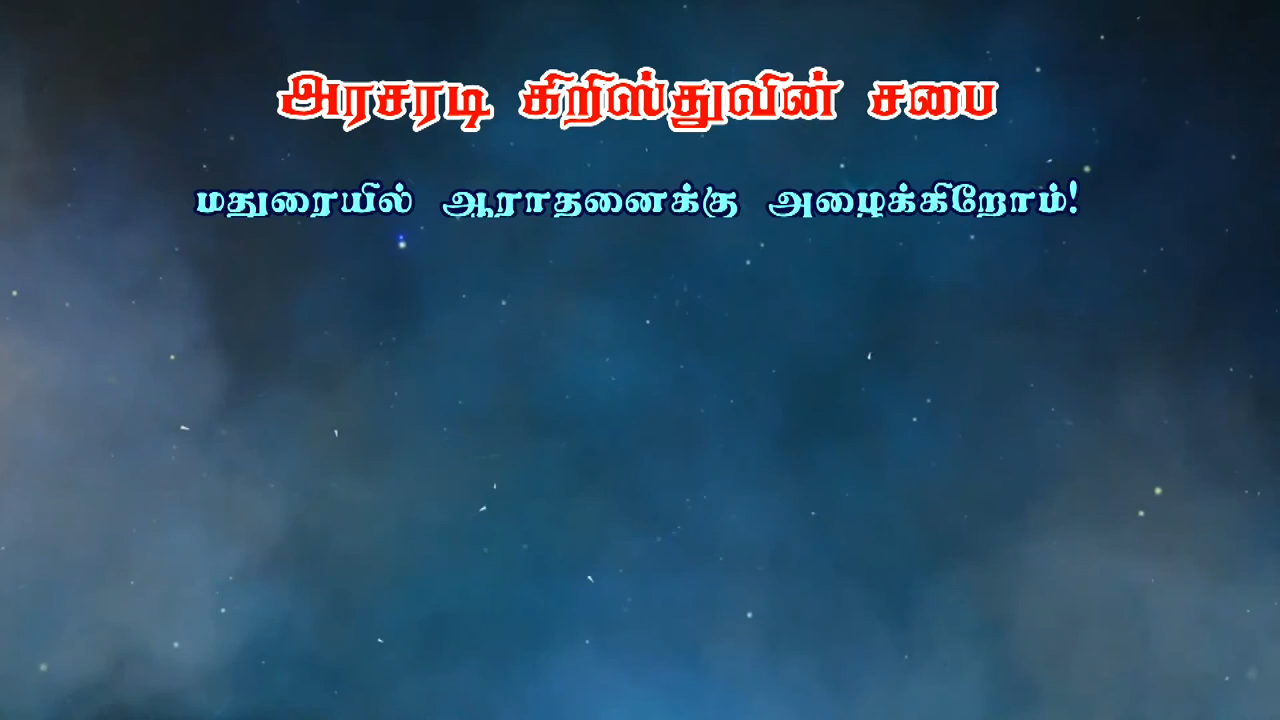 அரசரடி கிறிஸ்துவின் சபை
மதுரையில் ஆராதனைக்கு அழைக்கிறோம்!